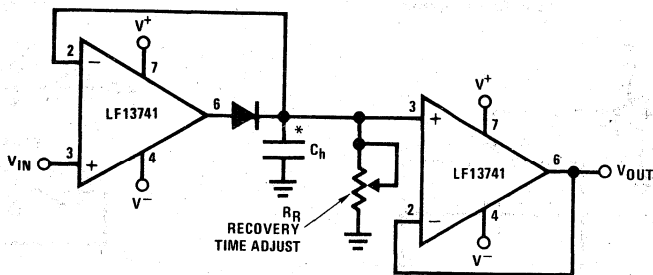 V+
2
−
7
LF13741
6
VIN
3
+
4
V−
*
Ch
RR
RECOVERY
TIME ADJUST
V+
3
+
7
LF13741
6
VOUT
2
−
4
V−